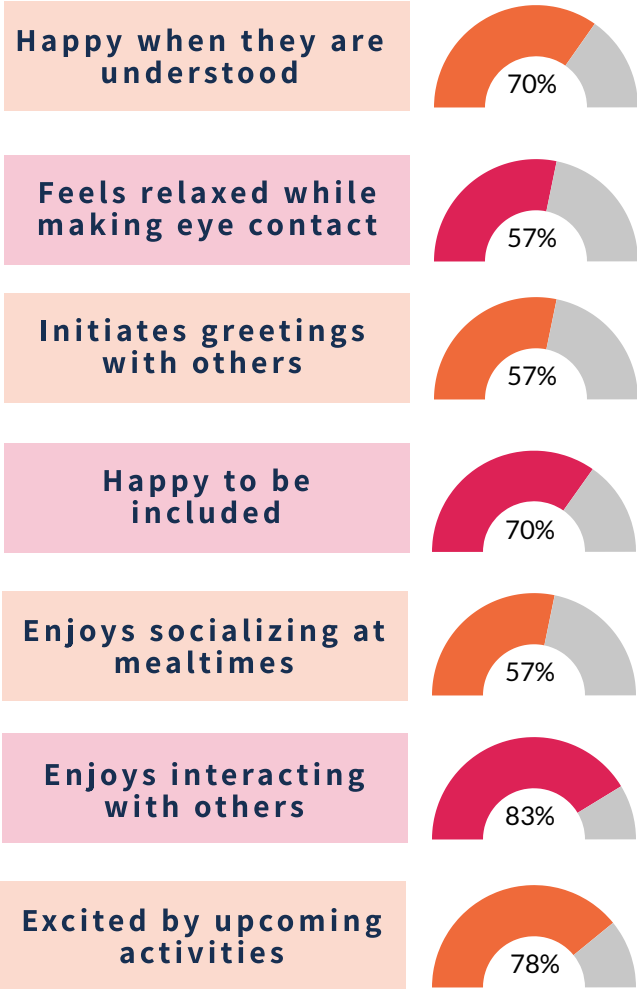 Happy when they are
understood
70%
Feels relaxed while
making eye contact
57%
Initiates greetings
with others
57%
Happy to be
included
70%
Enjoys socializing at
mealtimes
57%
Enjoys interacting
with others
83%
Excited by upcoming
activities
78%